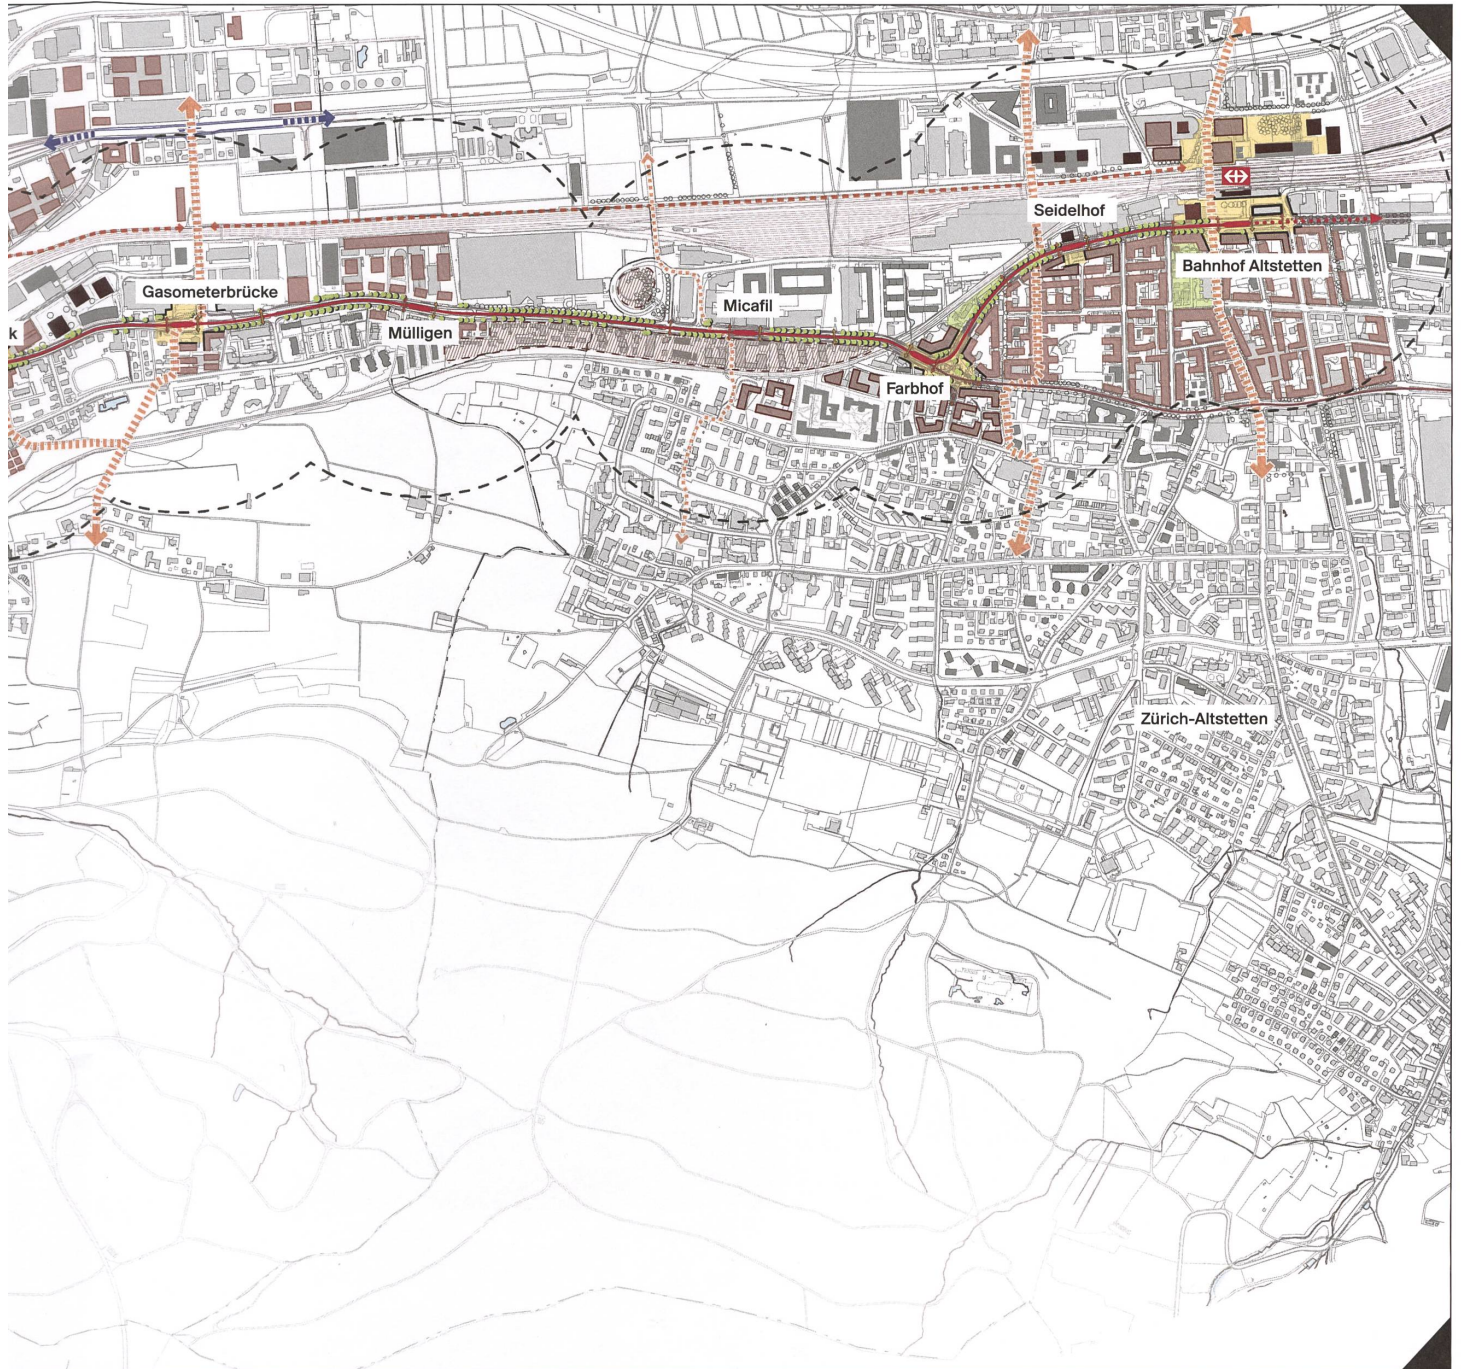 Seidelhof
Bahnhof Altstetten
Gasometerbrücke
Micafil
k
Mülligen
Farbhof
Zürich-Altstetten